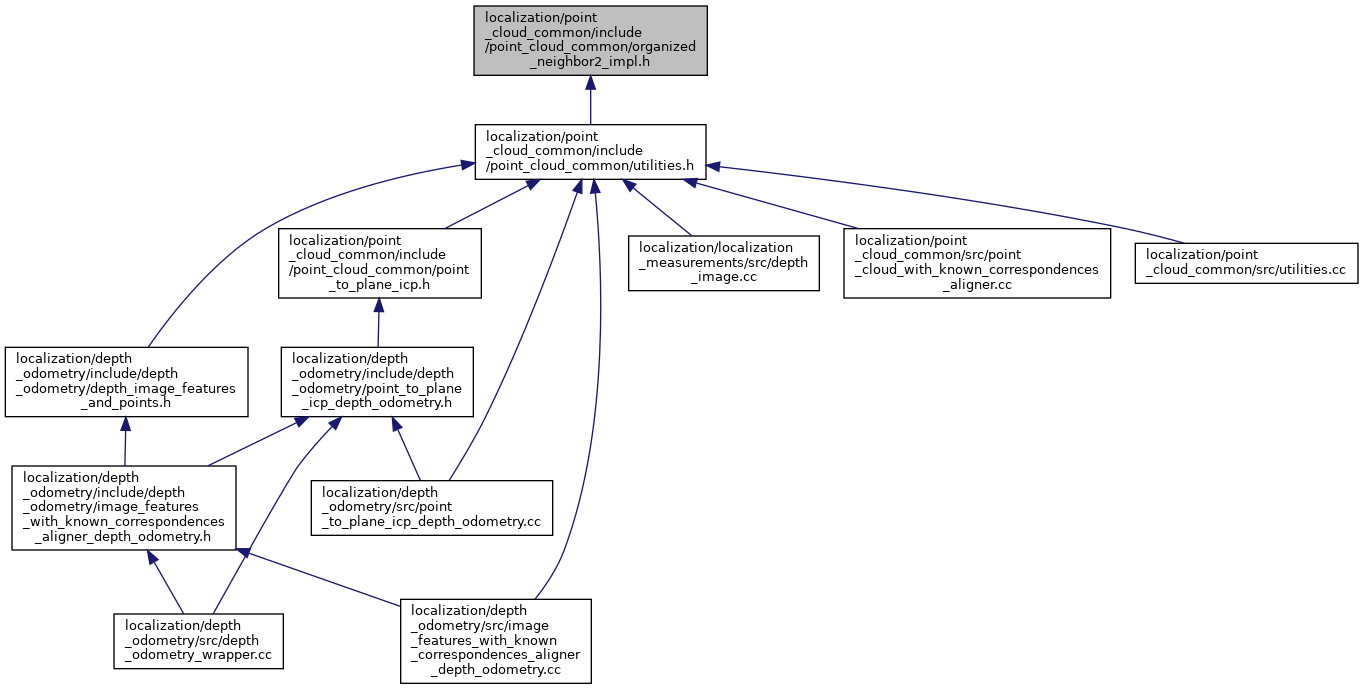 localization/point
_cloud_common/include
/point_cloud_common/organized
_neighbor2_impl.h
localization/point
_cloud_common/include
/point_cloud_common/utilities.h
localization/point
_cloud_common/include
/point_cloud_common/point
_to_plane_icp.h
localization/localization
_measurements/src/depth
_image.cc
localization/point
_cloud_common/src/point
_cloud_with_known_correspondences
_aligner.cc
localization/point
_cloud_common/src/utilities.cc
localization/depth
_odometry/include/depth
_odometry/depth_image_features
_and_points.h
localization/depth
_odometry/include/depth
_odometry/point_to_plane
_icp_depth_odometry.h
localization/depth
_odometry/include/depth
_odometry/image_features
_with_known_correspondences
_aligner_depth_odometry.h
localization/depth
_odometry/src/point
_to_plane_icp_depth_odometry.cc
localization/depth
_odometry/src/depth
_odometry_wrapper.cc
localization/depth
_odometry/src/image
_features_with_known
_correspondences_aligner
_depth_odometry.cc